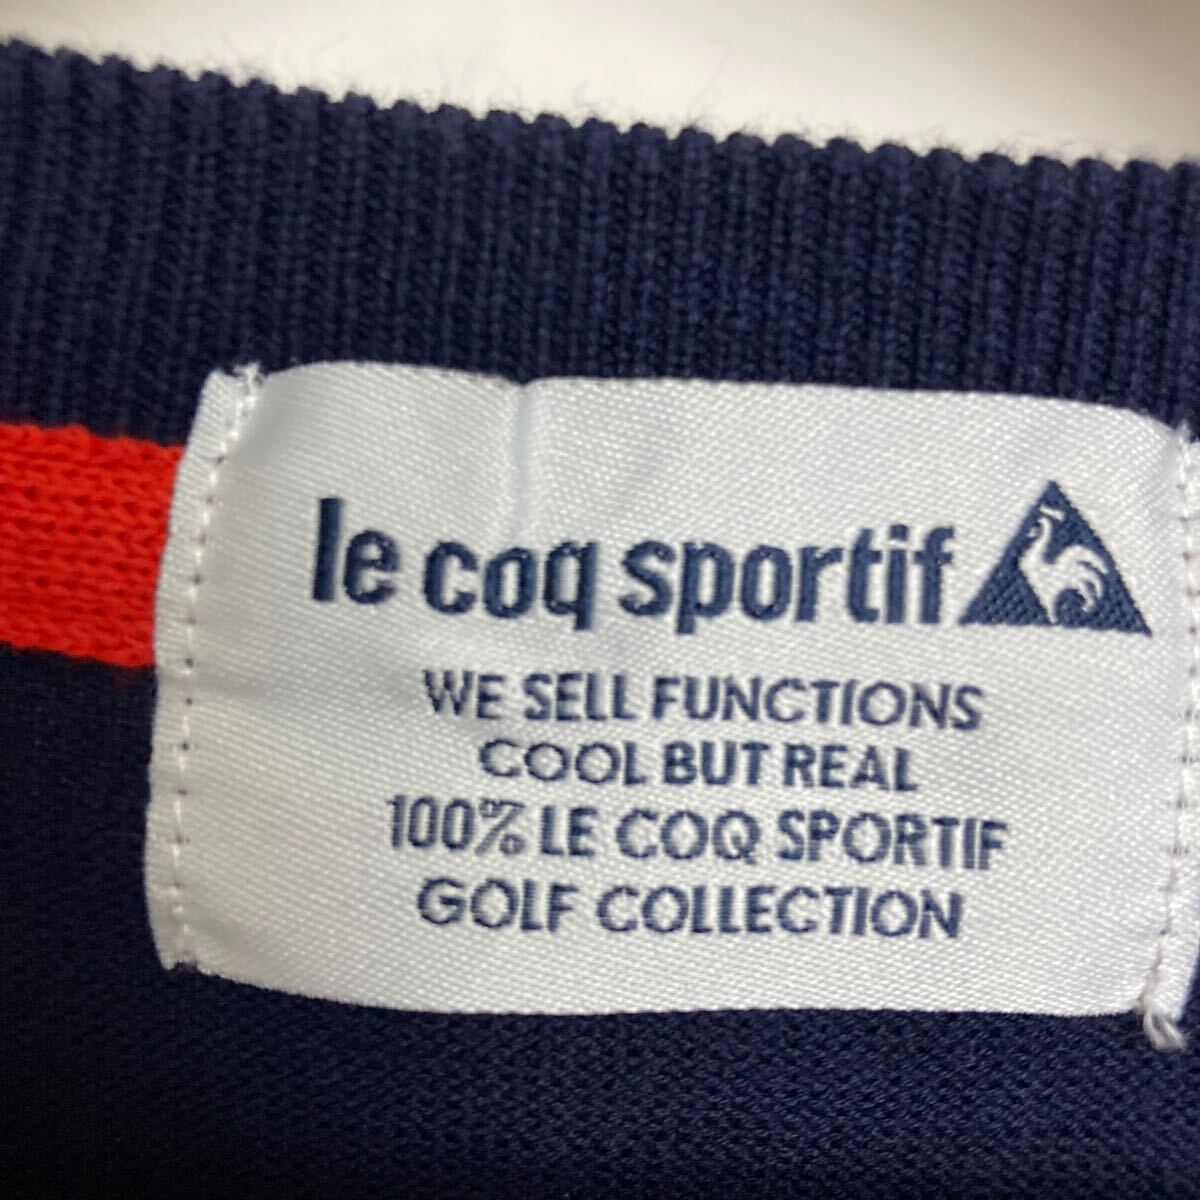 le coq sportif
WE SELL FUNCTIONS
COOL BUT REAL
100% LE COQ SPORTIF
GOLF COLLECTION